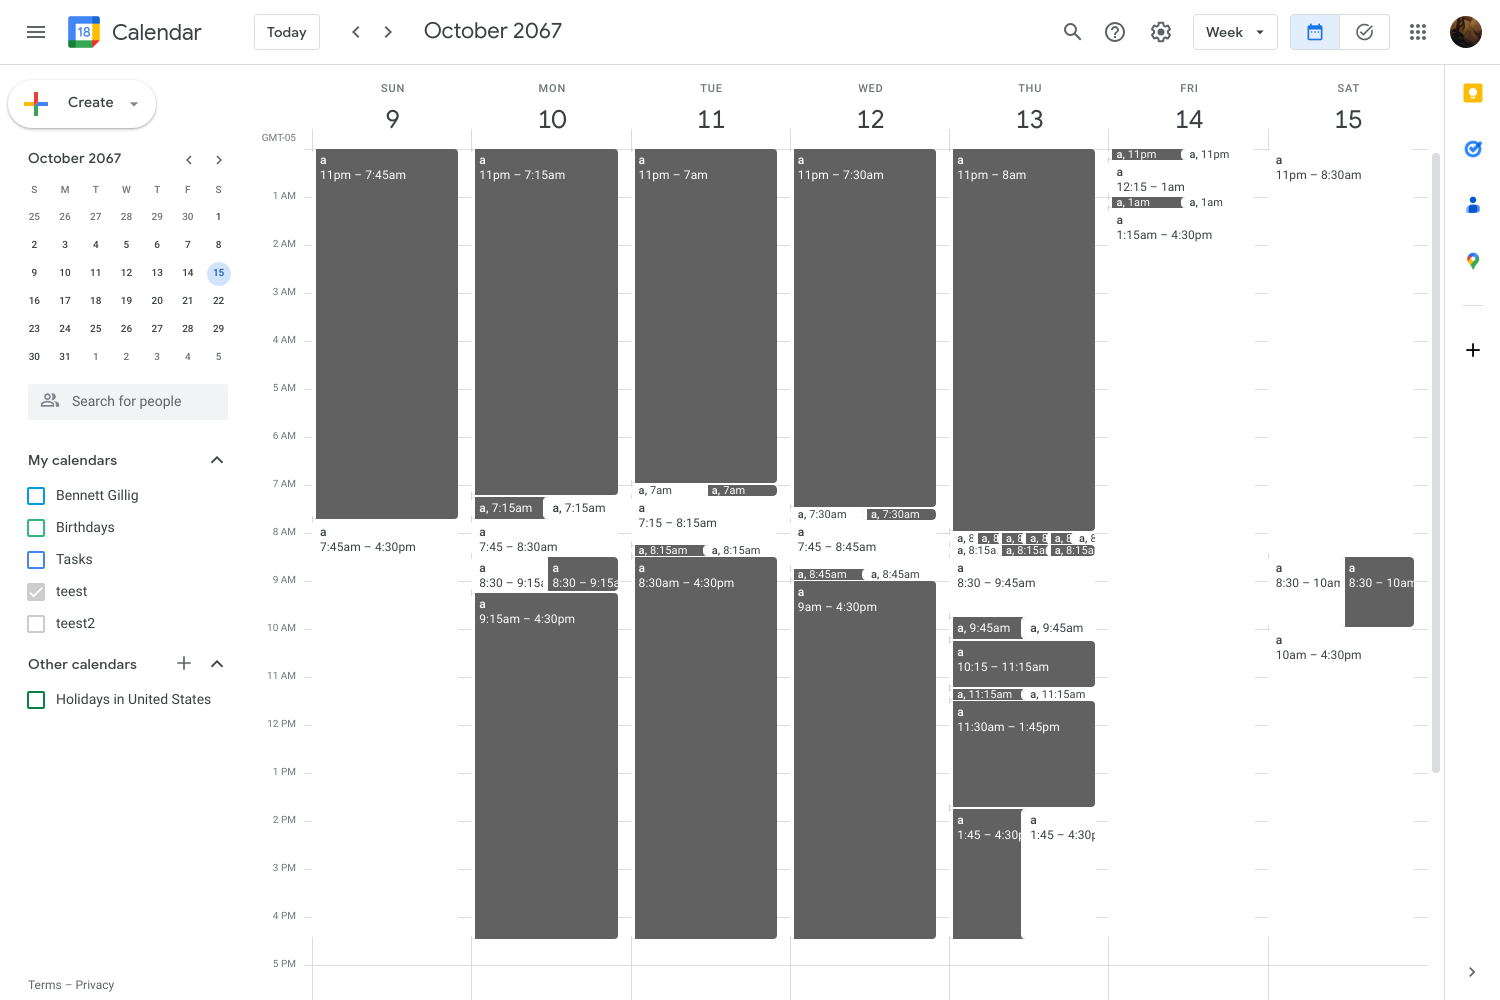 18 Calendar Today October 2067 Week
Create
October 2067
S M T W T F S
25 26 27 28 29 30 1
2 3 4 5 6 7 8
9 10 11 12 13 14 15
16 17 18 19 20 21 22
23 24 25 26 27 28 29
30 31 1 2 3 4 5
Search for people
My calendars
Bennett Gillig
Birthdays
Tasks
teest
teest2
Other calendars
Holidays in United States
Terms – Privacy
SUN MON TUE WED THU FRI SAT
9 10 11 12 13 14 15
GMT-05
1 AM
2 AM
3 AM
4 AM
5 AM
6 AM
7 AM
8 AM
9 AM
10 AM
11 AM
12 PM
1 PM
2 PM
3 PM
4 PM
5 PM
a
11pm – 7:45am
a
7:45am – 4:30pm
a
11pm – 7:15am
a, 7:15am a, 7:15am
a
7:45 – 8:30am
a a
8:30 – 9:15a 8:30 – 9:15a
a
9:15am – 4:30pm
a
11pm – 7am
a, 7am a, 7am
a
7:15 – 8:15am
a, 8:15am a, 8:15am
a
8:30am – 4:30pm
a
11pm – 7:30am
a, 7:30am a, 7:30am
a
7:45 – 8:45am
a, 8:45am a, 8:45am
a
9am – 4:30pm
a
11pm – 8am
a, 8 a, 8 a, 8 a, 8 a, 8 a, 8
a, 8:15a a, 8:15a a, 8:15a
a
8:30 – 9:45am
a, 9:45am a, 9:45am
a
10:15 – 11:15am
a, 11:15am a, 11:15am
a
11:30am – 1:45pm
a a
1:45 – 4:30p 1:45 – 4:30p
a, 11pm a, 11pm
a
12:15 – 1am
a, 1am a, 1am
a
1:15am – 4:30pm
a
11pm – 8:30am
a a
8:30 – 10am 8:30 – 10am
a
10am – 4:30pm